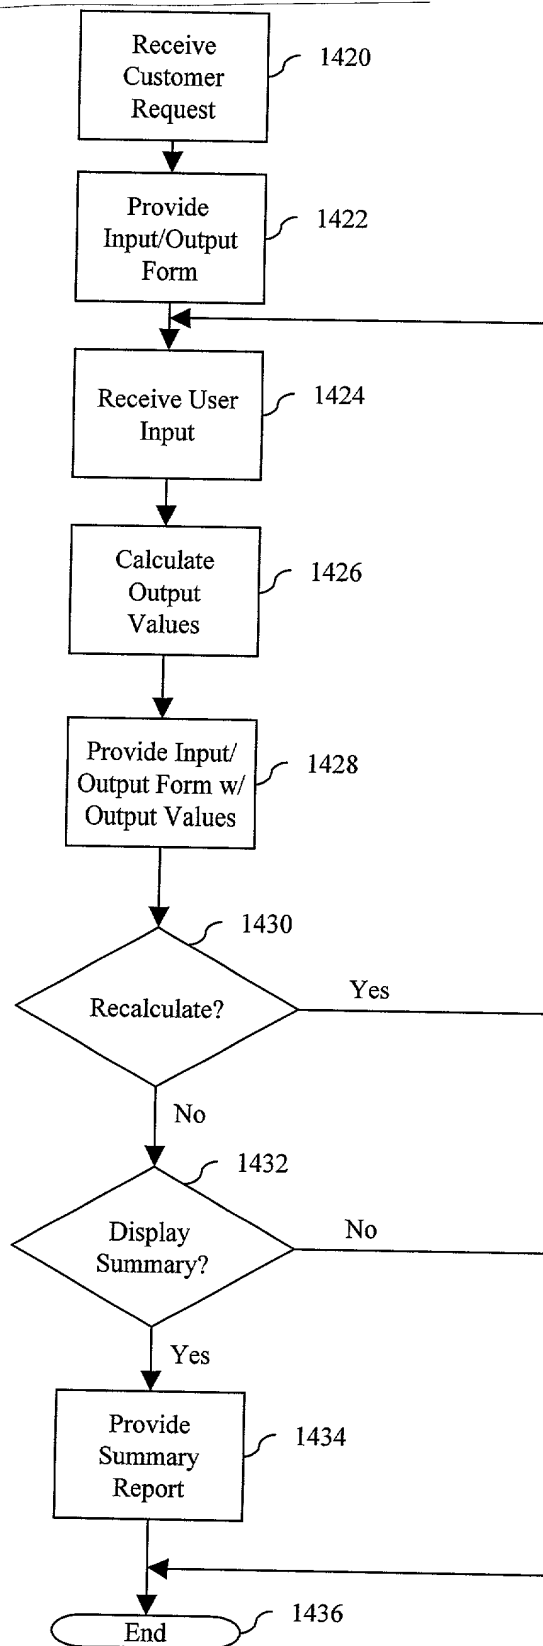 Receive
Customer
Request
1420
Provide
Input/Output
Form
1422
Receive User
Input
1424
Calculate
Output
Values
1426
Provide Input/
Output Form w/
Output Values
1428
1430
Recalculate?
Yes
No
1432
Display
Summary?
No
Yes
Provide
Summary
Report
1434
End
1436